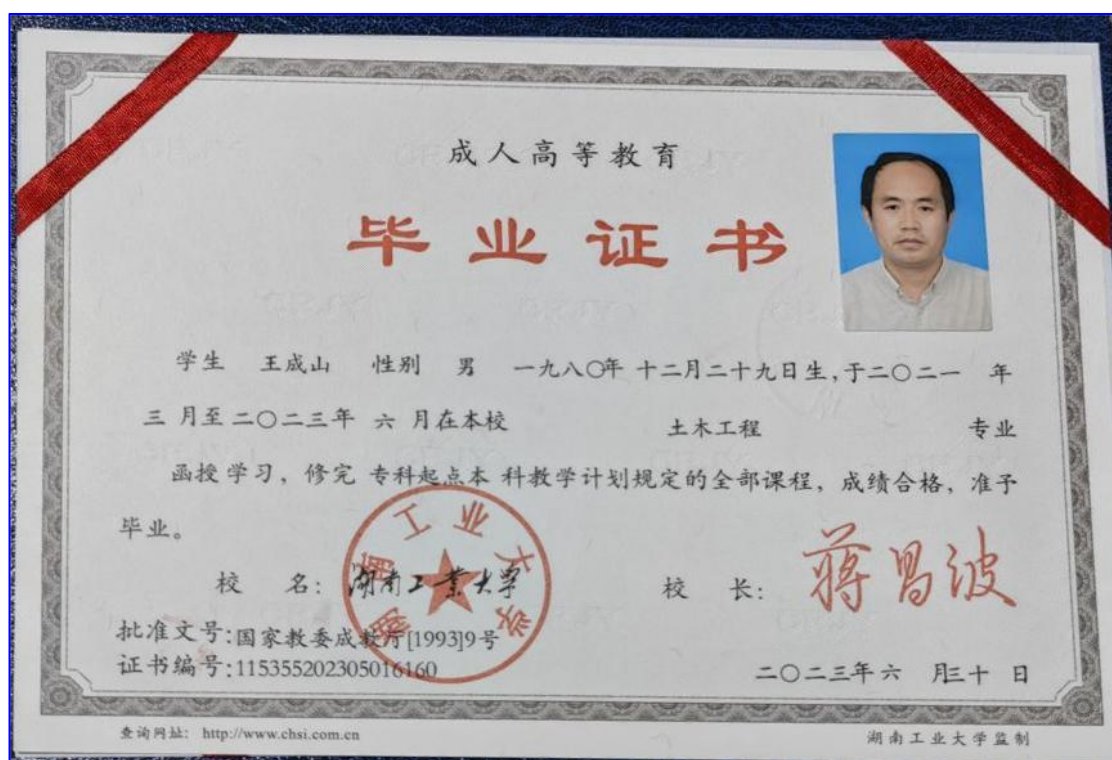 成人高等教育
毕业证书
学生 王成山 性别 男 一九八〇年 十二月二十九日生,于二〇二一 年
三 月至 二〇二三年 六 月在本校 土木工程 专业
函授学习，修完 专科起点本 科教学计划规定的全部课程，成绩合格，准予
毕业。
湖南工业大学
校 名：湖南工業大学 校 长：蒋昌波
批准文号:国家教委成教厅[1993]9号
证书编号:115355202305016160
二〇二三年 六 月三十 日
查询网址： http://www.chsi.com.cn 湖南工业大学监制